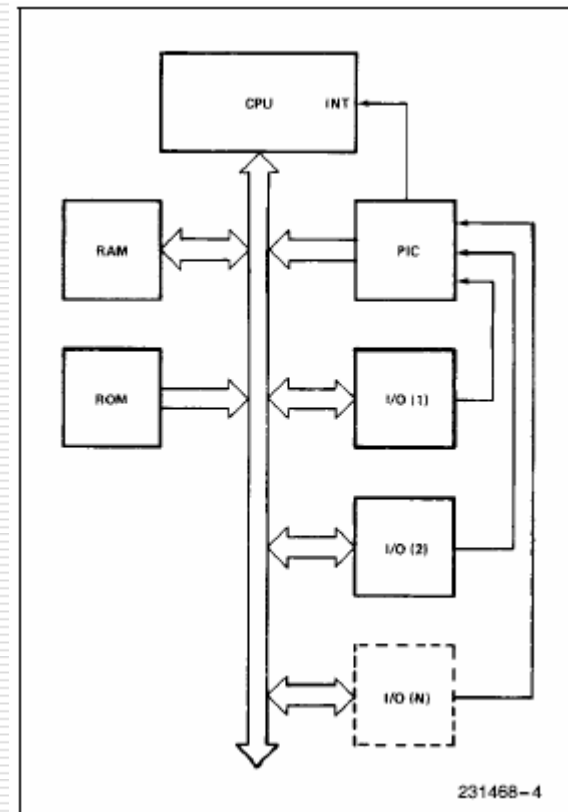 CPU INT
RAM
PIC
ROM
I/O (1)
I/O (2)
I/O (N)
231468-4